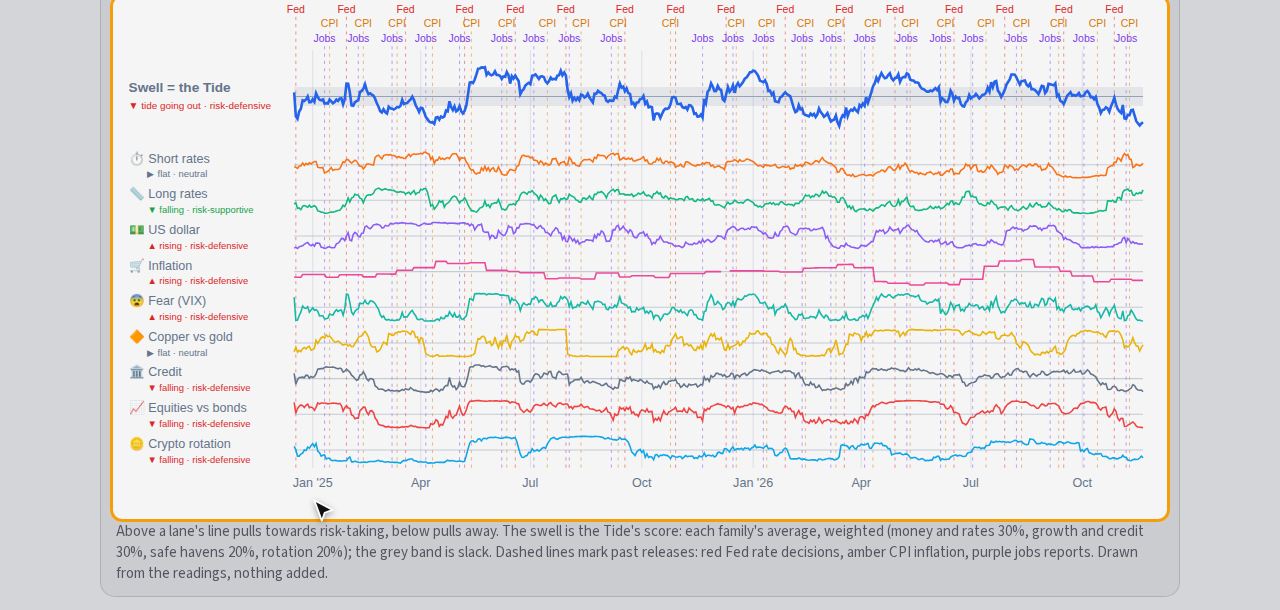 Fed Fed Fed Fed Fed Fed Fed Fed Fed Fed Fed Fed Fed Fed Fed
CPI CPI CPI CPI CPI CPI CPI CPI CPI CPI CPI CPI CPI CPI CPI CPI CPI CPI CPI CPI CPI
Jobs Jobs Jobs Jobs Jobs Jobs Jobs Jobs Jobs Jobs Jobs Jobs Jobs Jobs Jobs Jobs Jobs Jobs Jobs Jobs Jobs Jobs
Swell = the Tide
▼ tide going out · risk-defensive
⏱️ Short rates
▶ flat · neutral
📏 Long rates
▼ falling · risk-supportive
💵 US dollar
▲ rising · risk-defensive
🛒 Inflation
▲ rising · risk-defensive
😨 Fear (VIX)
▲ rising · risk-defensive
🔶 Copper vs gold
▶ flat · neutral
🏛️ Credit
▼ falling · risk-defensive
📈 Equities vs bonds
▼ falling · risk-defensive
🪙 Crypto rotation
▼ falling · risk-defensive
Jan '25 Apr Jul Oct Jan '26 Apr Jul Oct
Above a lane's line pulls towards risk-taking, below pulls away. The swell is the Tide's score: each family's average, weighted (money and rates 30%, growth and credit
30%, safe havens 20%, rotation 20%); the grey band is slack. Dashed lines mark past releases: red Fed rate decisions, amber CPI inflation, purple jobs reports. Drawn
from the readings, nothing added.